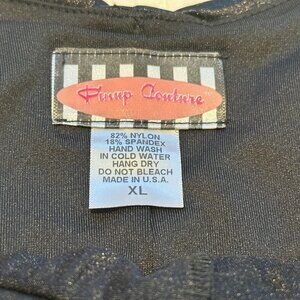 Pinup Couture
82% NYLON
18% SPANDEX
HAND WASH
IN COLD WATER
HANG DRY
DO NOT BLEACH
MADE IN U.S.A.
XL